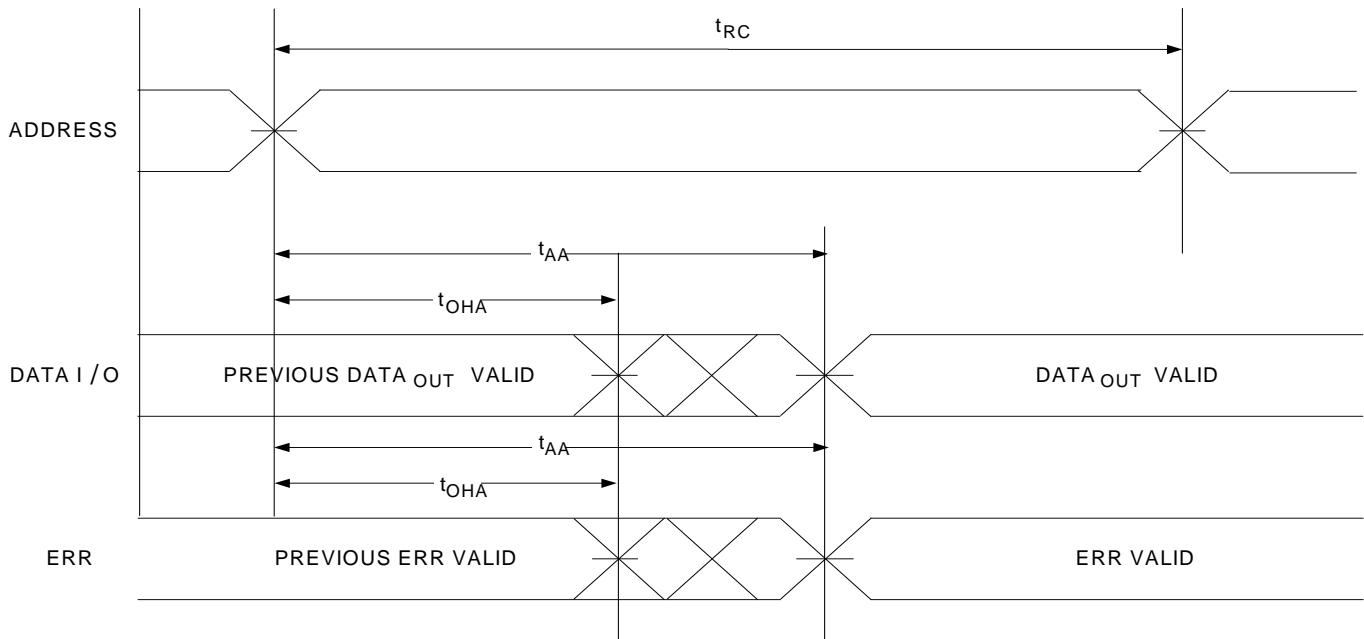 tRC
ADDRESS
tAA
tOHA
DATA I /O PREVIOUS DATA OUT VALID DATA OUT VALID
tAA
tOHA
ERR PREVIOUS ERR VALID ERR VALID